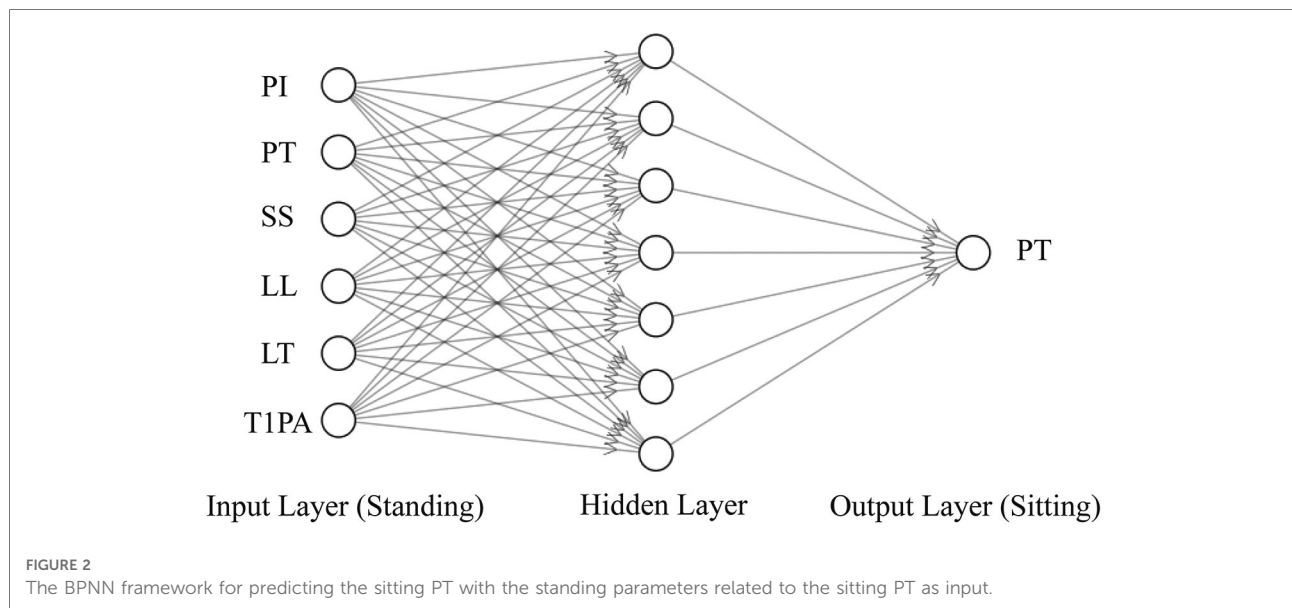 PI
PT
SS
LL
LT
T1PA
PT
Input Layer (Standing)
Hidden Layer
Output Layer (Sitting)
FIGURE 2
The BPNN framework for predicting the sitting PT with the standing parameters related to the sitting PT as input.